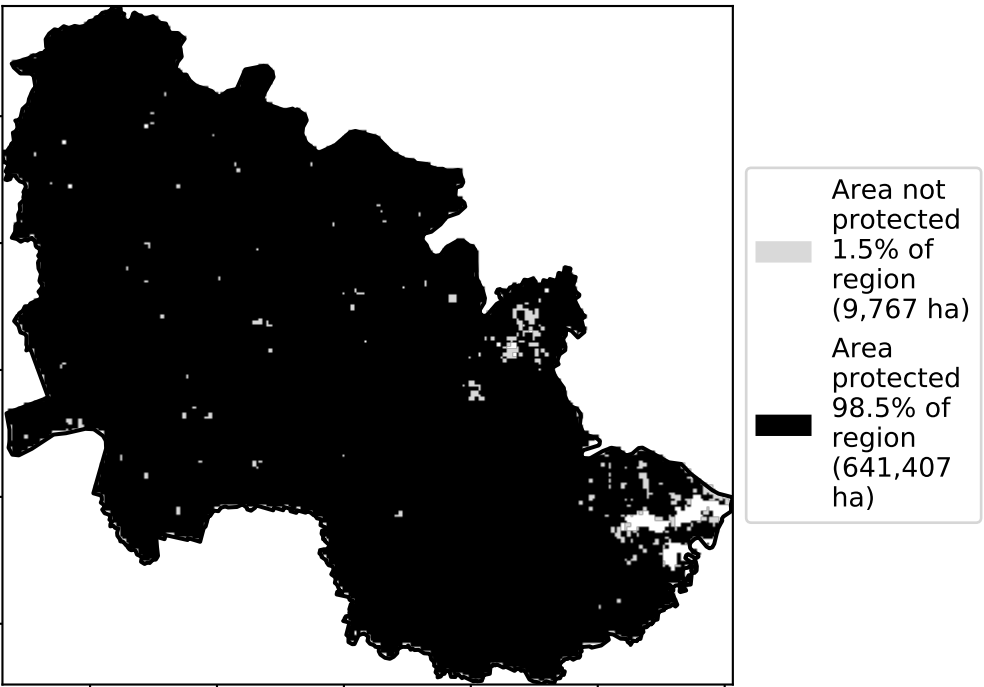 Area not
protected
1.5% of
region
(9,767 ha)
Area
protected
98.5% of
region
(641,407
ha)